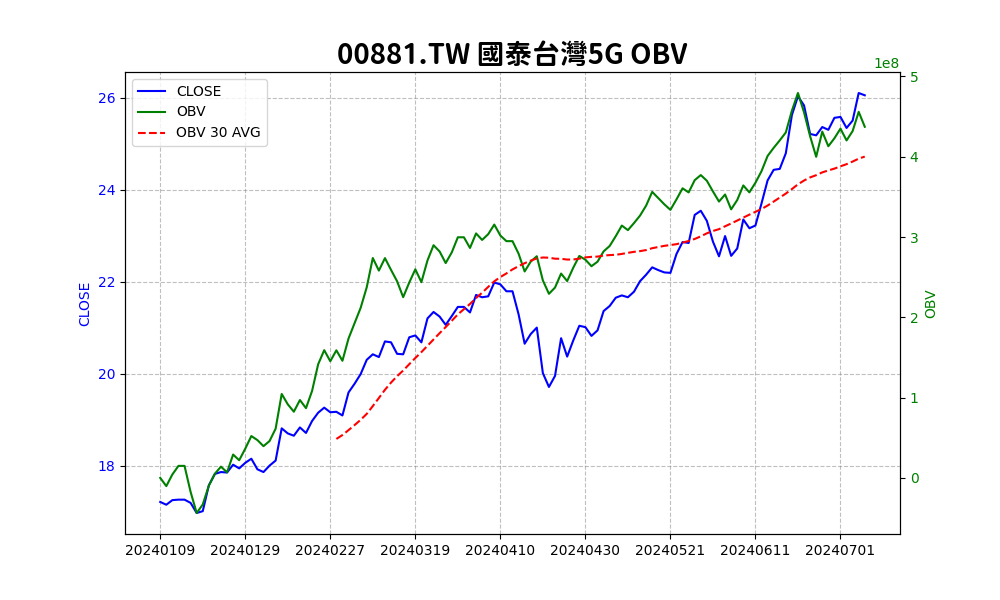 00881.TW 國泰台灣5G OBV
1e8
CLOSE
OBV
OBV 30 AVG
26
24
22
20
18
CLOSE
5
4
3
2
1
0
OBV
20240109 20240129 20240227 20240319 20240410 20240430 20240521 20240611 20240701